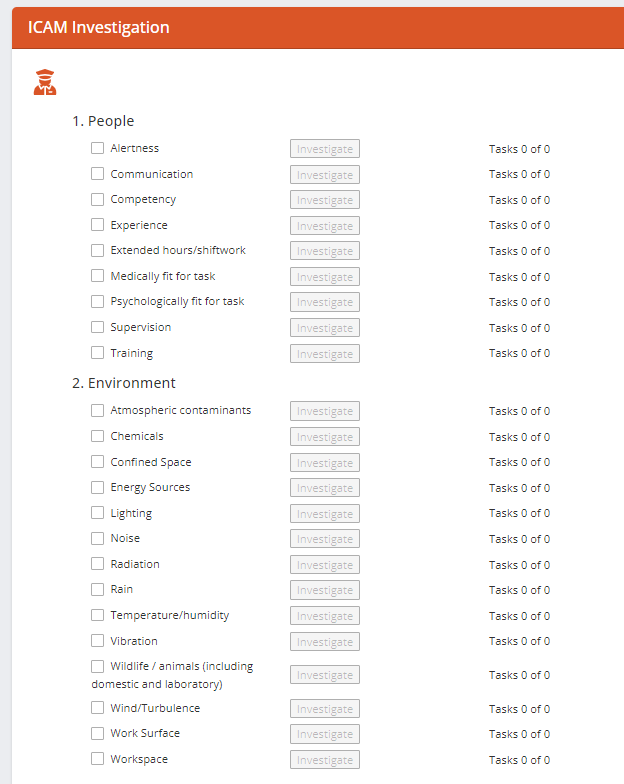 ICAM Investigation
1. People
Alertness Investigate Tasks 0 of 0
Communication Investigate Tasks 0 of 0
Competency Investigate Tasks 0 of 0
Experience Investigate Tasks 0 of 0
Extended hours/shiftwork Investigate Tasks 0 of 0
Medically fit for task Investigate Tasks 0 of 0
Psychologically fit for task Investigate Tasks 0 of 0
Supervision Investigate Tasks 0 of 0
Training Investigate Tasks 0 of 0
2. Environment
Atmospheric contaminants Investigate Tasks 0 of 0
Chemicals Investigate Tasks 0 of 0
Confined Space Investigate Tasks 0 of 0
Energy Sources Investigate Tasks 0 of 0
Lighting Investigate Tasks 0 of 0
Noise Investigate Tasks 0 of 0
Radiation Investigate Tasks 0 of 0
Rain Investigate Tasks 0 of 0
Temperature/humidity Investigate Tasks 0 of 0
Vibration Investigate Tasks 0 of 0
Wildlife / animals (including
domestic and laboratory) Investigate Tasks 0 of 0
Wind/Turbulence Investigate Tasks 0 of 0
Work Surface Investigate Tasks 0 of 0
Workspace Investigate Tasks 0 of 0